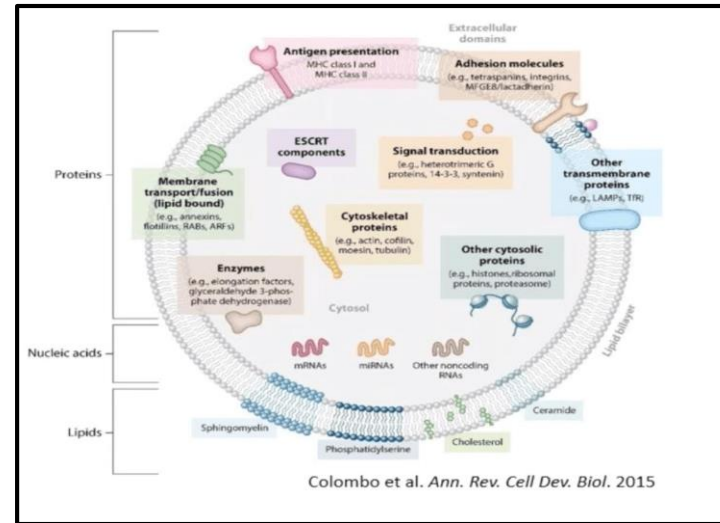 Extracellular
domains
Antigen presentation
MHC class I and
MHC class II
Adhesion molecules
(e.g., tetraspanins, integrins,
MFGE8/lactadherin)
ESCRT
components
Signal transduction
(e.g., heterotrimeric G
proteins, 14-3-3, syntenin)
Proteins
Membrane
transport/fusion
(lipid bound)
(e.g., annexins,
flotillins, RABs, ARFs)
Other
transmembrane
proteins
(e.g., LAMPs, TfR)
Cytoskeletal
proteins
(e.g., actin, cofilin,
moesin, tubulin)
Enzymes
(e.g., elongation factors,
glyceraldehyde 3-phos-
phate dehydrogenase)
Other cytosolic
proteins
(e.g., histones,ribosomal
proteins, proteasome)
Cytosol
Lipid bilayer
Nucleic acids
mRNAs
miRNAs
Other noncoding
RNAs
Lipids
Sphingomyelin
Phosphatidylserine
Cholesterol
Ceramide
Colombo et al. Ann. Rev. Cell Dev. Biol. 2015